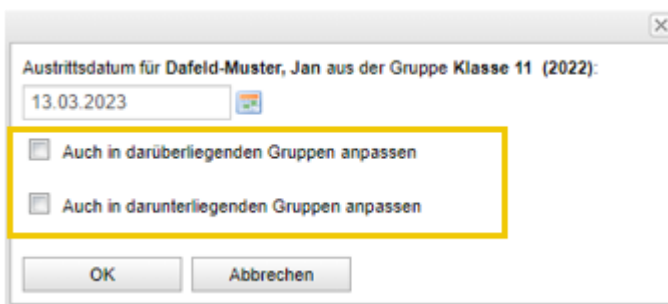 Austrittsdatum für Dafeld-Muster, Jan aus der Gruppe Klasse 11 (2022):
13.03.2023
Auch in darüberliegenden Gruppen anpassen
Auch in darunterliegenden Gruppen anpassen
OK Abbrechen